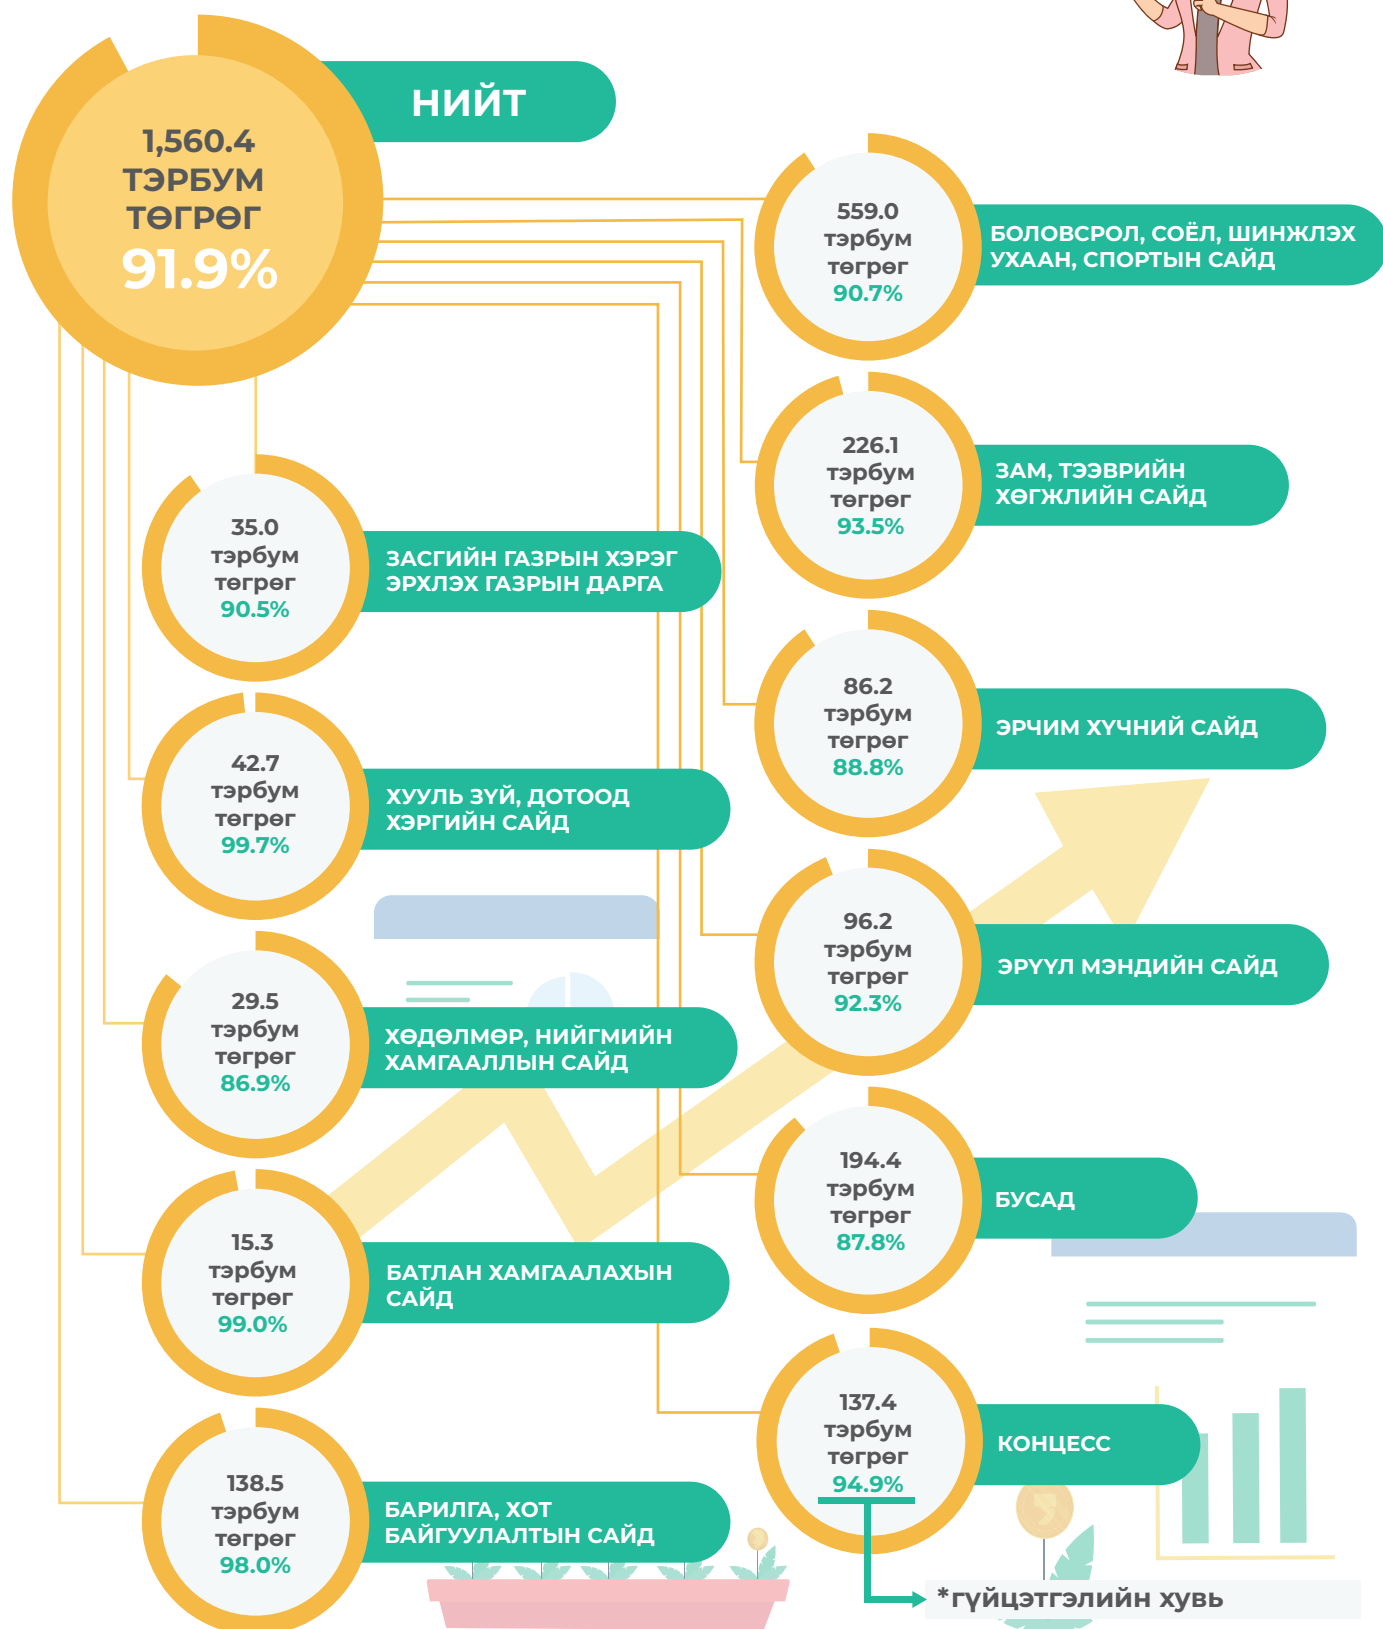 НИЙТ
1,560.4
ТЭРБУМ
ТӨГРӨГ
91.9%
559.0
тэрбум
төгрөг
90.7%
БОЛОВСРОЛ, СОЁЛ, ШИНЖЛЭХ
УХААН, СПОРТЫН САЙД
226.1
тэрбум
төгрөг
93.5%
ЗАМ, ТЭЭВРИЙН
ХӨГЖЛИЙН САЙД
86.2
тэрбум
төгрөг
88.8%
ЭРЧИМ ХҮЧНИЙ САЙД
96.2
тэрбум
төгрөг
92.3%
ЭРҮҮЛ МЭНДИЙН САЙД
194.4
тэрбум
төгрөг
87.8%
БУСАД
137.4
тэрбум
төгрөг
94.9%
КОНЦЕСС
*гүйцэтгэлийн хувь
35.0
тэрбум
төгрөг
90.5%
ЗАСГИЙН ГАЗРЫН ХЭРЭГ
ЭРХЛЭХ ГАЗРЫН ДАРГА
42.7
тэрбум
төгрөг
99.7%
ХУУЛЬ ЗҮЙ, ДОТООД
ХЭРГИЙН САЙД
29.5
тэрбум
төгрөг
86.9%
ХӨДӨЛМӨР, НИЙГМИЙН
ХАМГААЛЛЫН САЙД
15.3
тэрбум
төгрөг
99.0%
БАТЛАН ХАМГААЛАХЫН
САЙД
138.5
тэрбум
төгрөг
98.0%
БАРИЛГА, ХОТ
БАЙГУУЛАЛТЫН САЙД